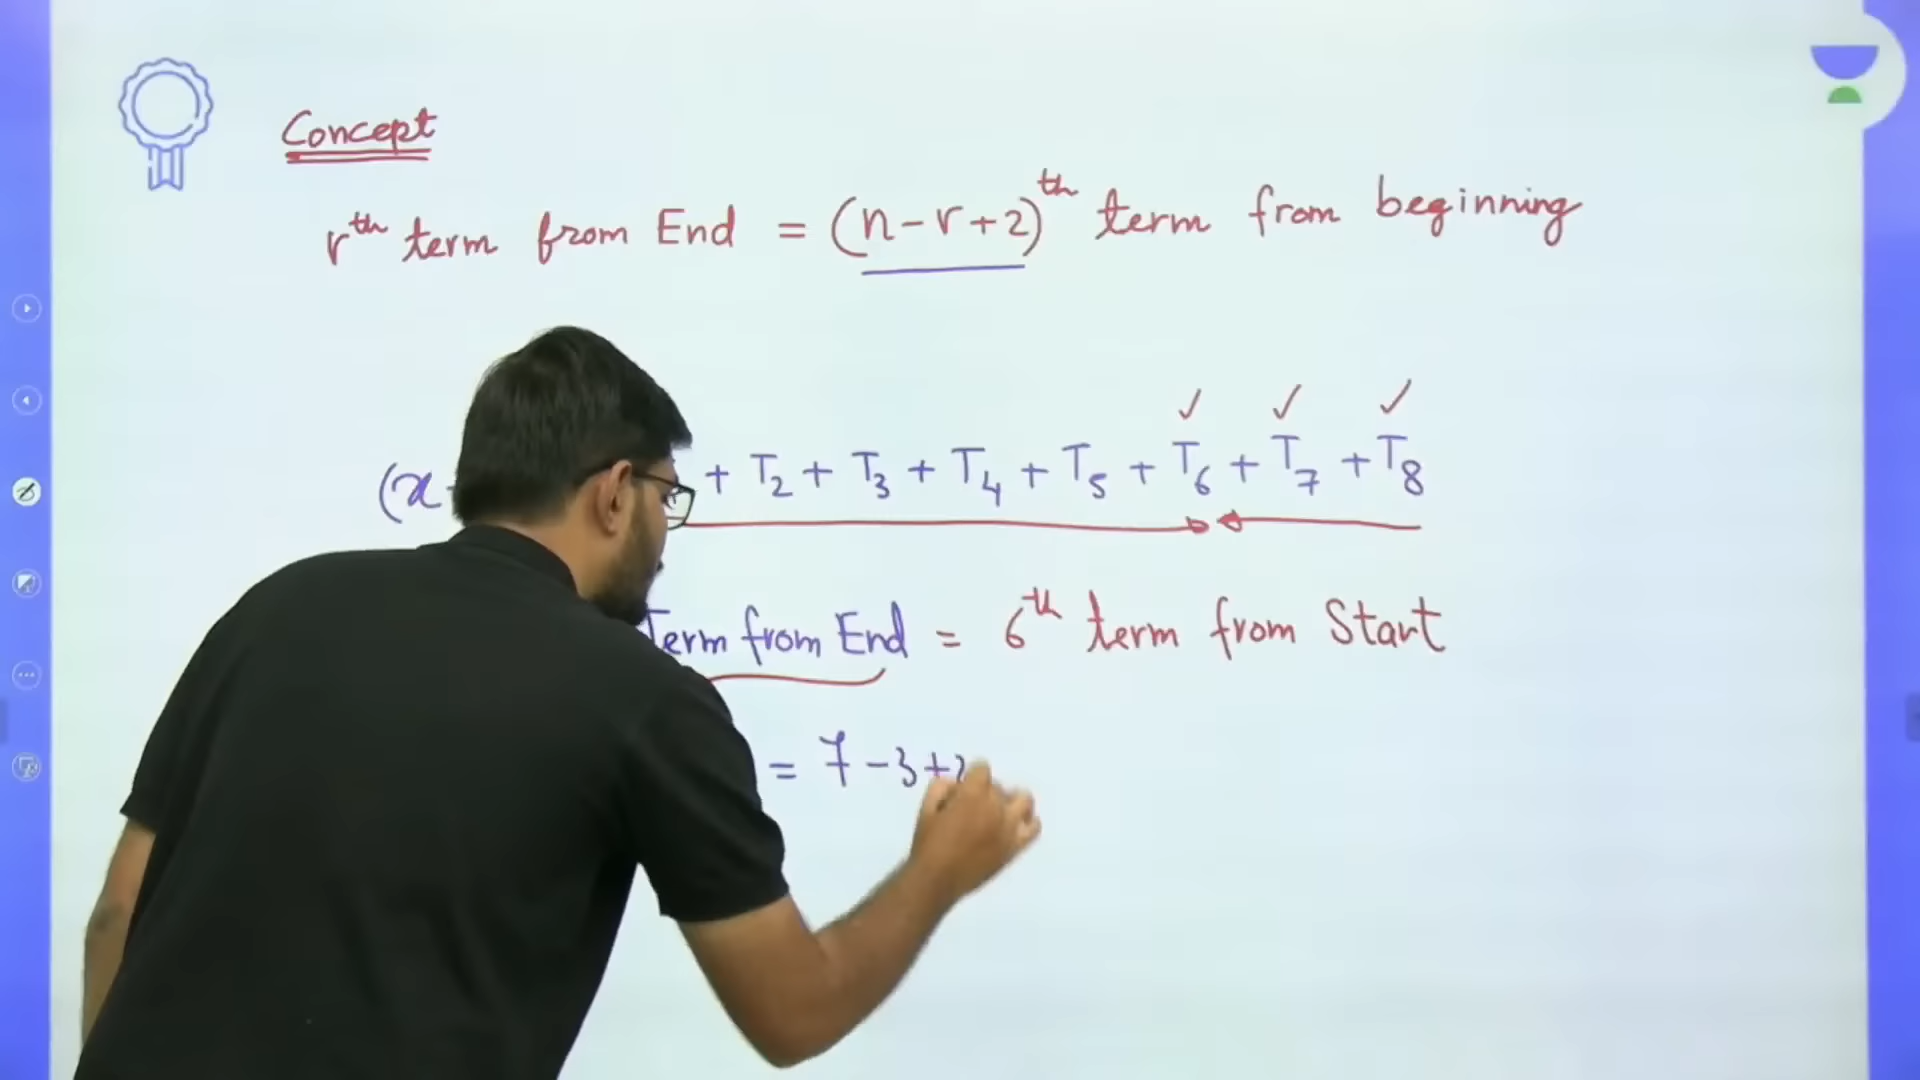 Concept
rth term from End = (n-r+2)th term from beginning
(x + T2 + T3 + T4 + T5 + T6 + T7 + T8
Term from End = 6th term from Start
= 7-3+2